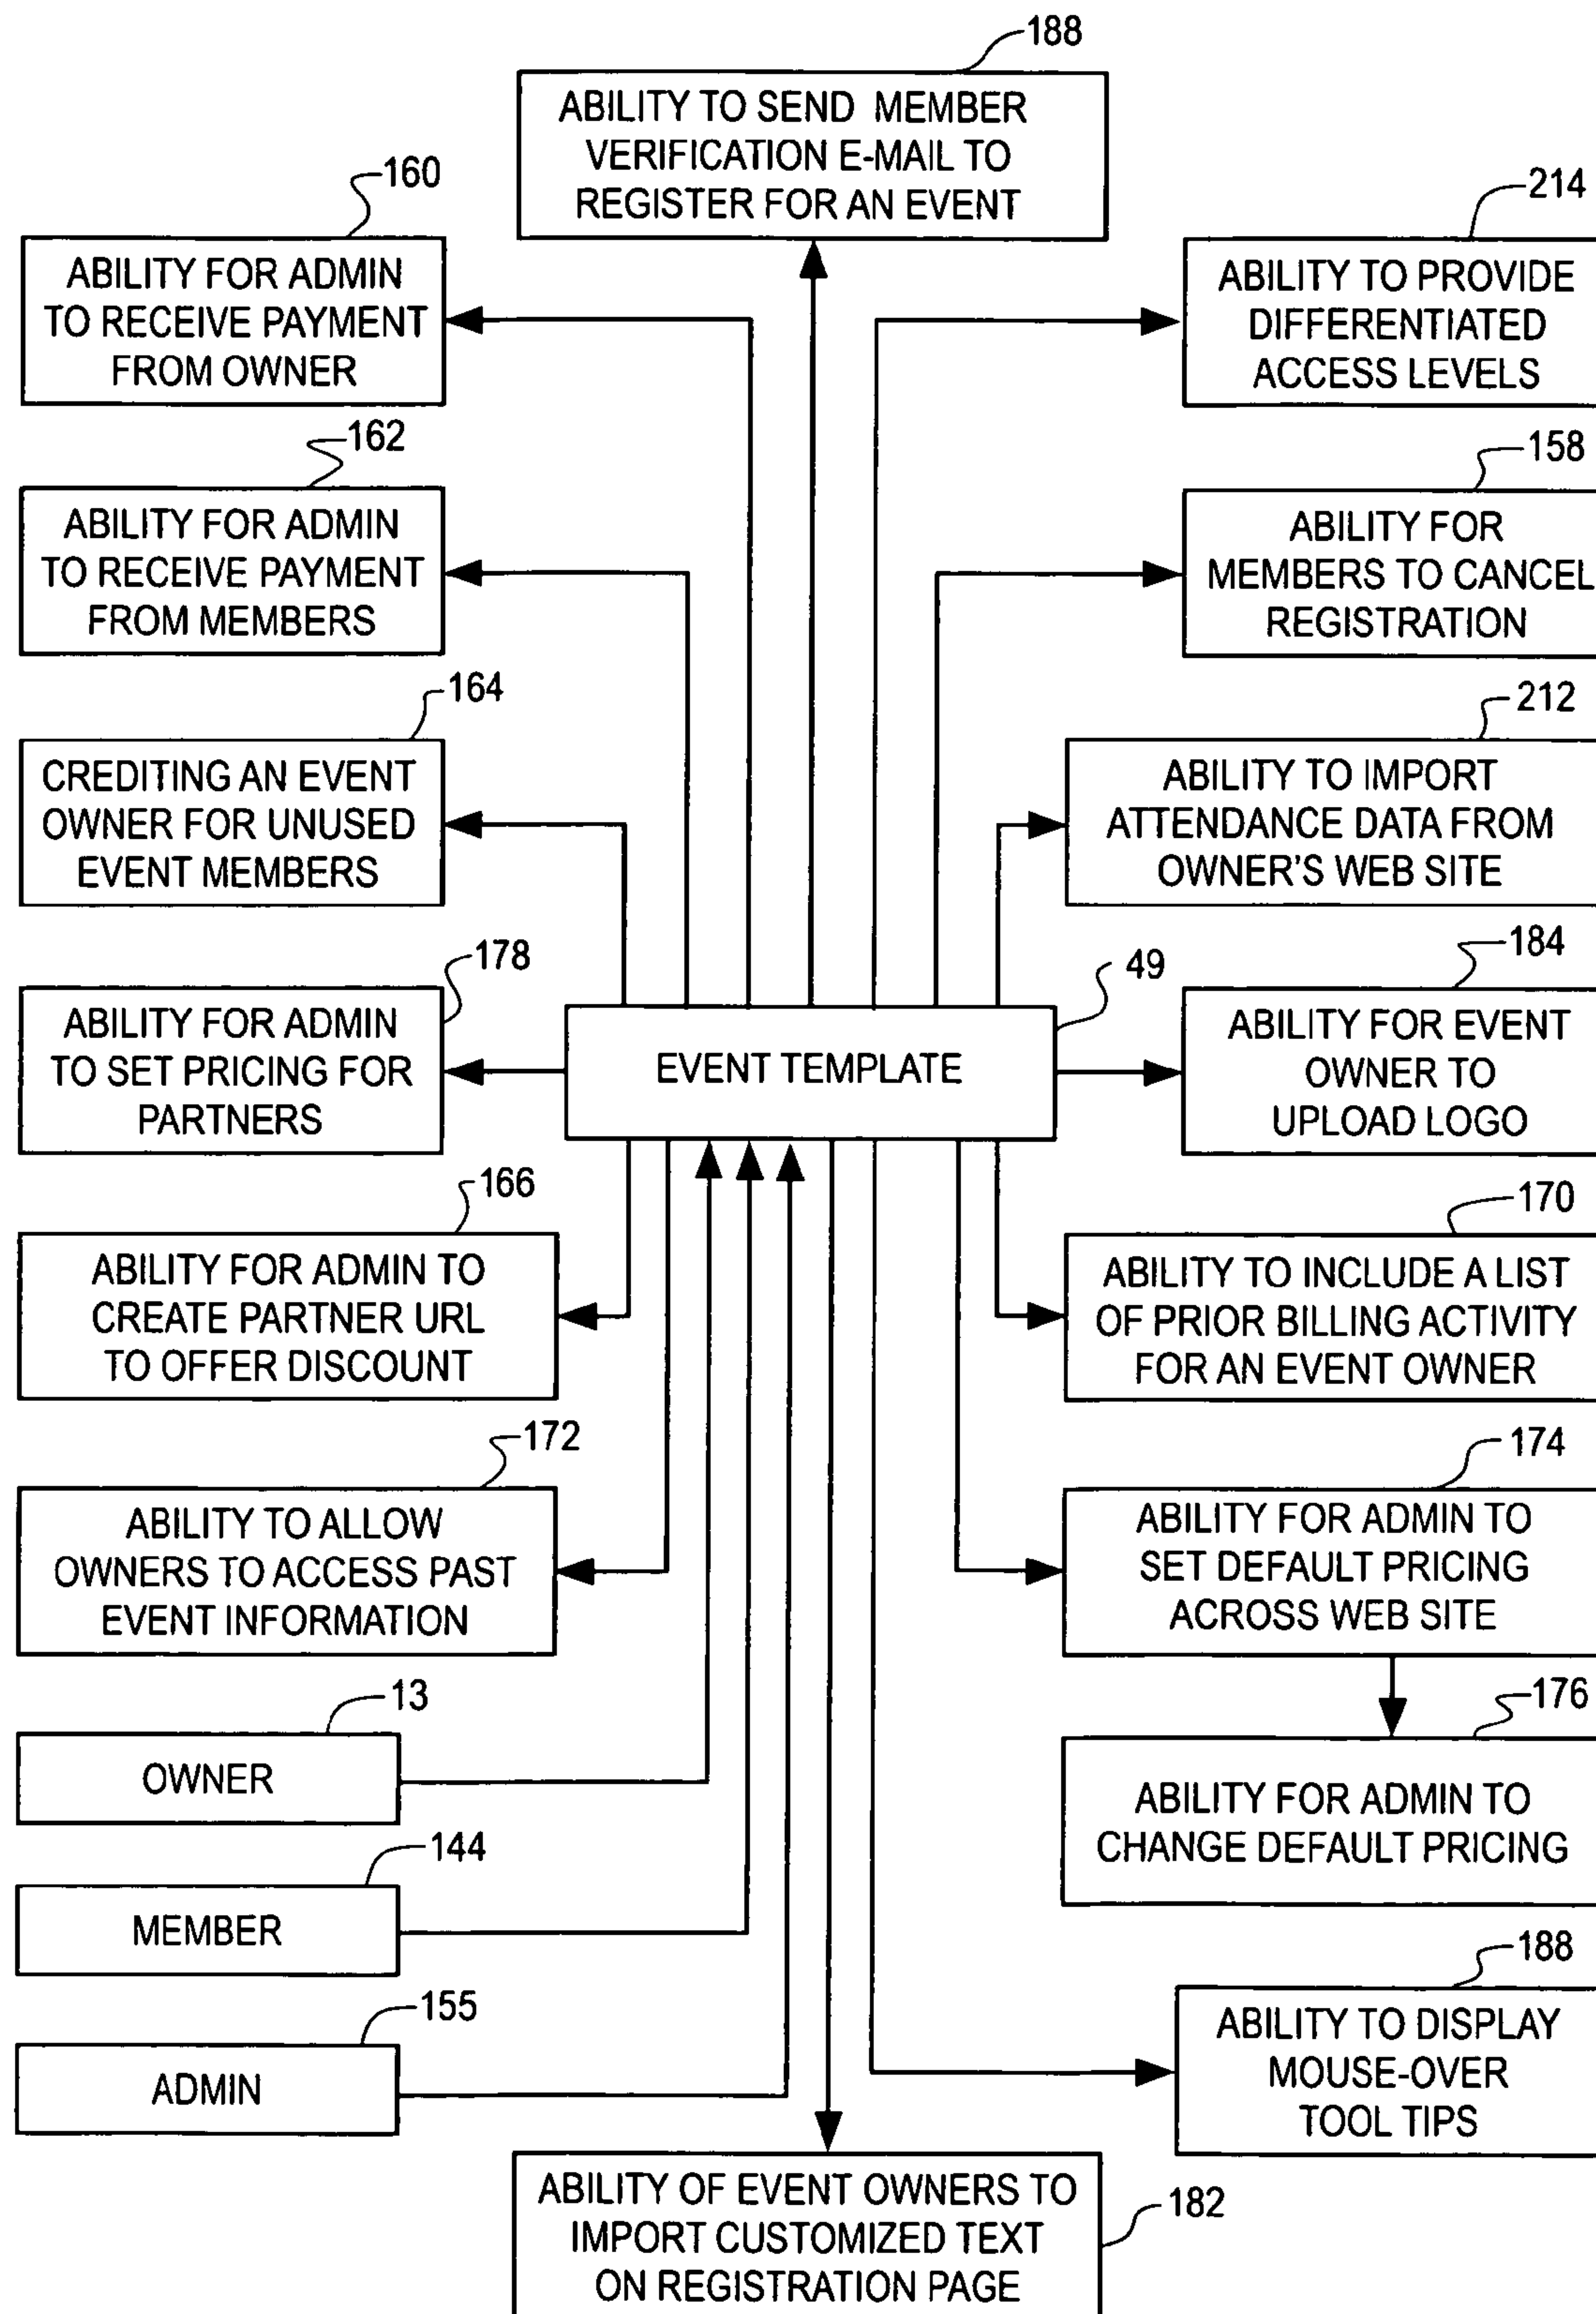 188
ABILITY TO SEND MEMBER
VERIFICATION E-MAIL TO
REGISTER FOR AN EVENT
160
ABILITY FOR ADMIN
TO RECEIVE PAYMENT
FROM OWNER
214
ABILITY TO PROVIDE
DIFFERENTIATED
ACCESS LEVELS
162
ABILITY FOR ADMIN
TO RECEIVE PAYMENT
FROM MEMBERS
158
ABILITY FOR
MEMBERS TO CANCEL
REGISTRATION
164
CREDITING AN EVENT
OWNER FOR UNUSED
EVENT MEMBERS
212
ABILITY TO IMPORT
ATTENDANCE DATA FROM
OWNER'S WEB SITE
178
ABILITY FOR ADMIN
TO SET PRICING FOR
PARTNERS
49
EVENT TEMPLATE
184
ABILITY FOR EVENT
OWNER TO
UPLOAD LOGO
166
ABILITY FOR ADMIN TO
CREATE PARTNER URL
TO OFFER DISCOUNT
170
ABILITY TO INCLUDE A LIST
OF PRIOR BILLING ACTIVITY
FOR AN EVENT OWNER
172
ABILITY TO ALLOW
OWNERS TO ACCESS PAST
EVENT INFORMATION
174
ABILITY FOR ADMIN TO
SET DEFAULT PRICING
ACROSS WEB SITE
13
OWNER
176
ABILITY FOR ADMIN TO
CHANGE DEFAULT PRICING
144
MEMBER
155
ADMIN
188
ABILITY TO DISPLAY
MOUSE-OVER
TOOL TIPS
182
ABILITY OF EVENT OWNERS TO
IMPORT CUSTOMIZED TEXT
ON REGISTRATION PAGE